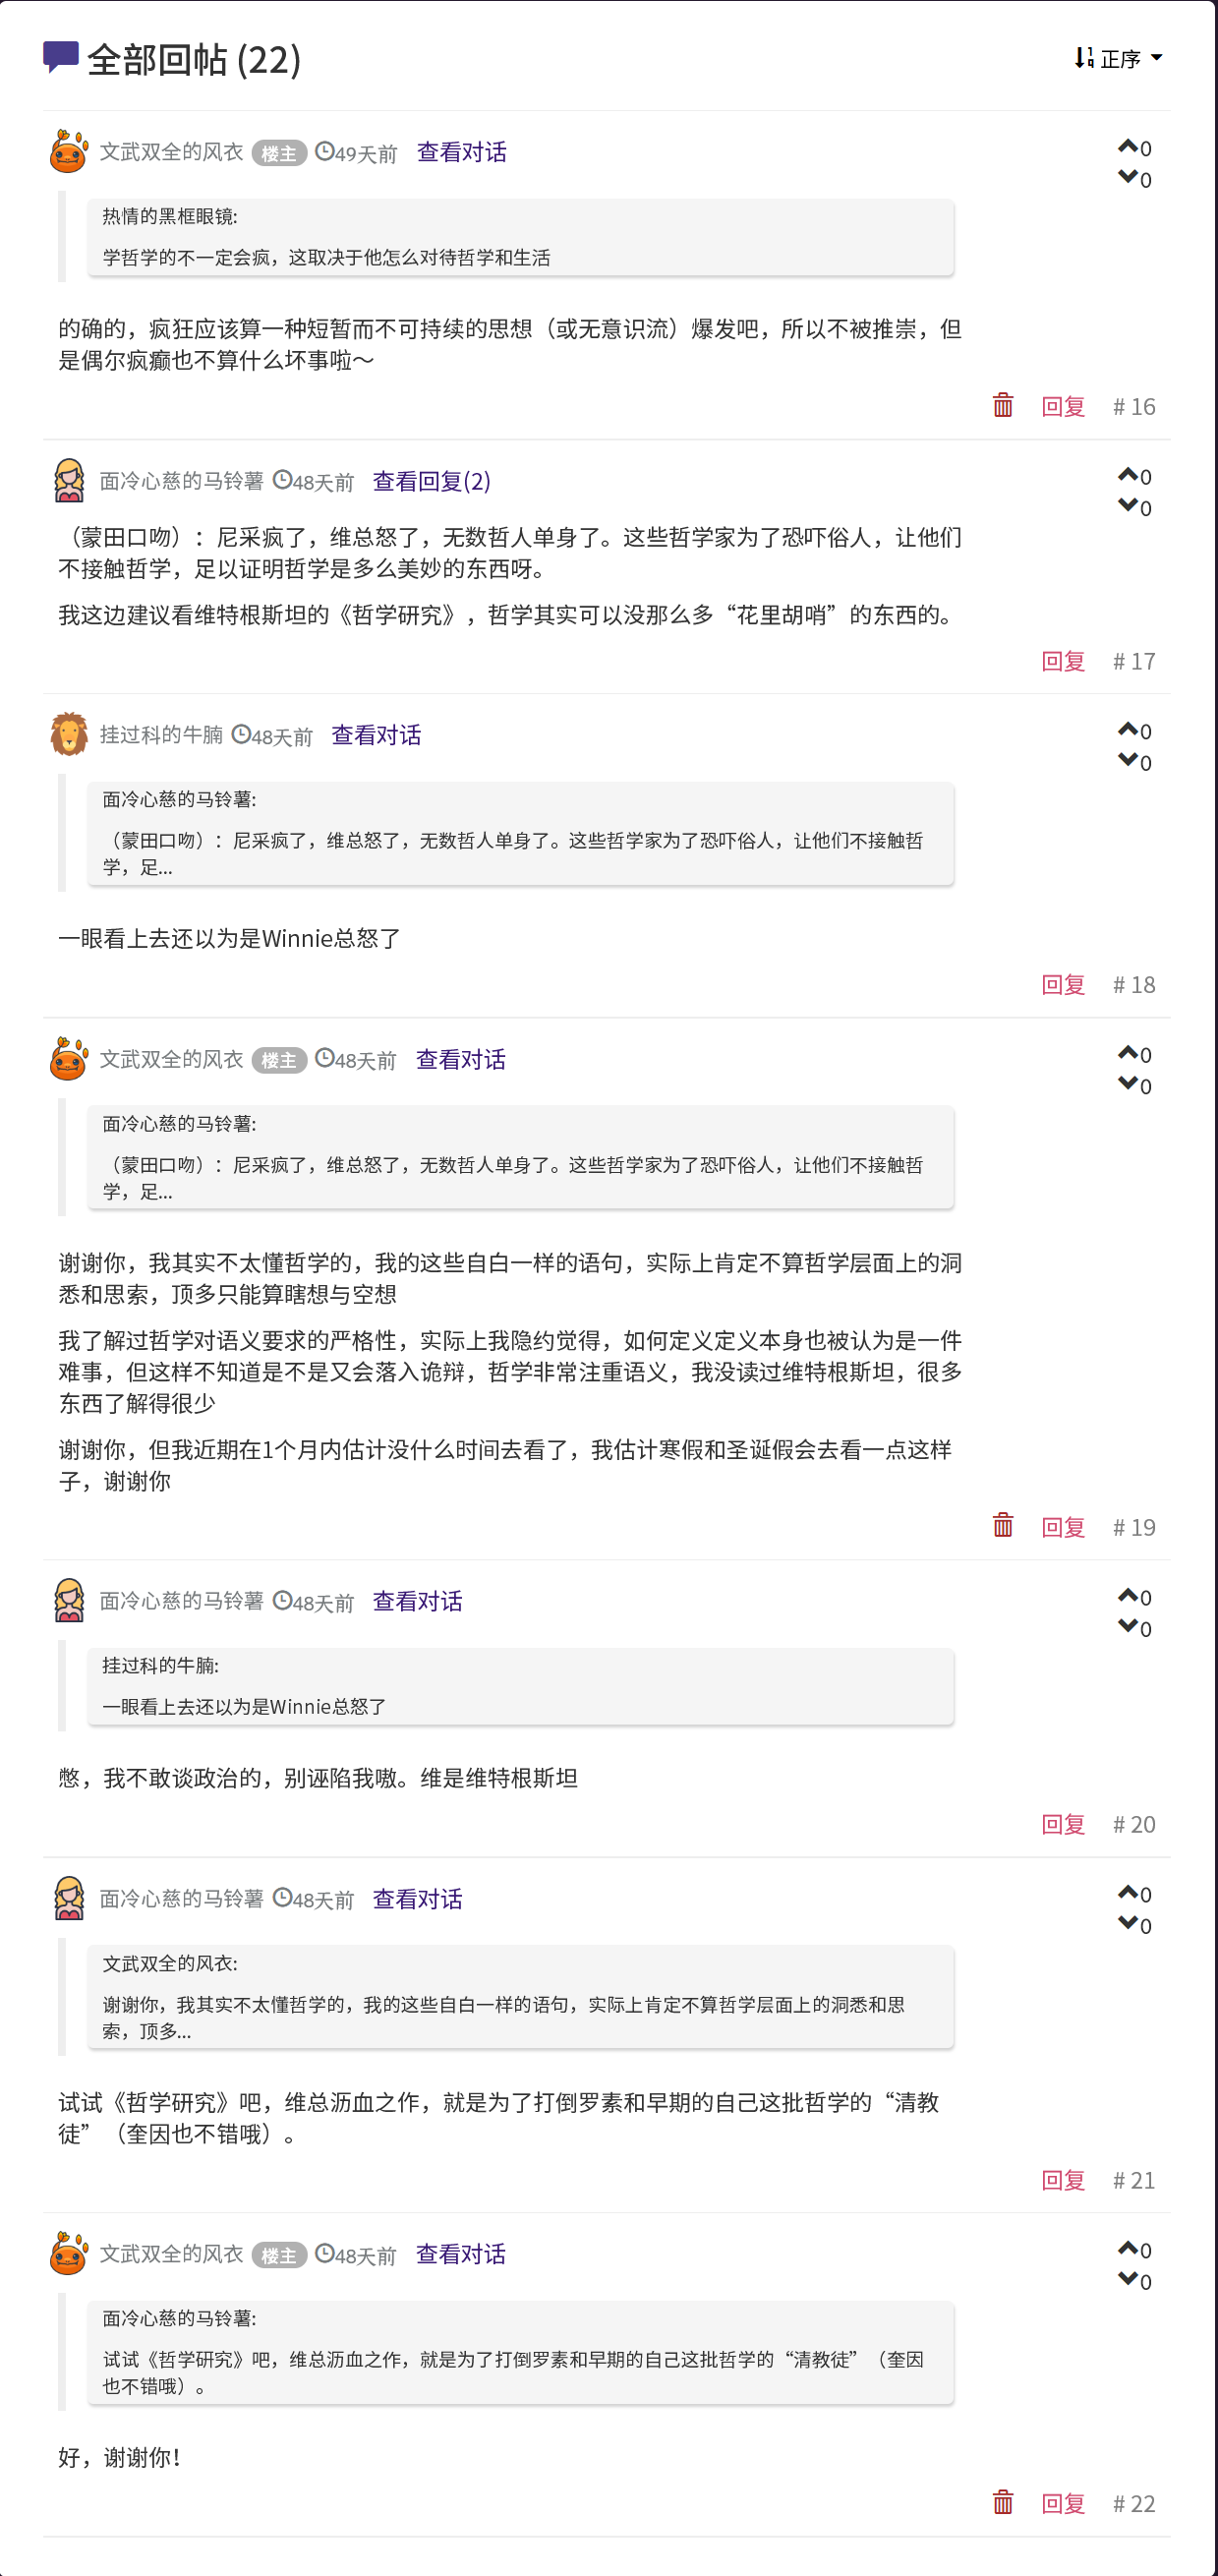 全部回帖 (22)
正序
文武双全的风衣 楼主 49天前 查看对话
0
0
热情的黑框眼镜:
学哲学的不一定会疯，这取决于他怎么对待哲学和生活
的确的，疯狂应该算一种短暂而不可持续的思想（或无意识流）爆发吧，所以不被推崇，但
是偶尔疯癫也不算什么坏事啦～
回复 # 16
面冷心慈的马铃薯 48天前 查看回复(2)
0
0
（蒙田口吻）：尼采疯了，维总怒了，无数哲人单身了。这些哲学家为了恐吓俗人，让他们
不接触哲学，足以证明哲学是多么美妙的东西呀。
我这边建议看维特根斯坦的《哲学研究》，哲学其实可以没那么多“花里胡哨”的东西的。
回复 # 17
挂过科的牛腩 48天前 查看对话
0
0
面冷心慈的马铃薯:
（蒙田口吻）：尼采疯了，维总怒了，无数哲人单身了。这些哲学家为了恐吓俗人，让他们不接触哲
学，足...
一眼看上去还以为是Winnie总怒了
回复 # 18
文武双全的风衣 楼主 48天前 查看对话
0
0
面冷心慈的马铃薯:
（蒙田口吻）：尼采疯了，维总怒了，无数哲人单身了。这些哲学家为了恐吓俗人，让他们不接触哲
学，足...
谢谢你，我其实不太懂哲学的，我的这些自白一样的语句，实际上肯定不算哲学层面上的洞
悉和思索，顶多只能算瞎想与空想
我了解过哲学对语义要求的严格性，实际上我隐约觉得，如何定义定义本身也被认为是一件
难事，但这样不知道是不是又会落入诡辩，哲学非常注重语义，我没读过维特根斯坦，很多
东西了解得很少
谢谢你，但我近期在1个月内估计没什么时间去看了，我估计寒假和圣诞假会去看一点这样
子，谢谢你
回复 # 19
面冷心慈的马铃薯 48天前 查看对话
0
0
挂过科的牛腩:
一眼看上去还以为是Winnie总怒了
憋，我不敢谈政治的，别诬陷我嗷。维是维特根斯坦
回复 # 20
面冷心慈的马铃薯 48天前 查看对话
0
0
文武双全的风衣:
谢谢你，我其实不太懂哲学的，我的这些自白一样的语句，实际上肯定不算哲学层面上的洞悉和思
索，顶多...
试试《哲学研究》吧，维总沥血之作，就是为了打倒罗素和早期的自己这批哲学的“清教
徒”（奎因也不错哦）。
回复 # 21
文武双全的风衣 楼主 48天前 查看对话
0
0
面冷心慈的马铃薯:
试试《哲学研究》吧，维总沥血之作，就是为了打倒罗素和早期的自己这批哲学的“清教徒”（奎因
也不错哦）。
好，谢谢你！
回复 # 22